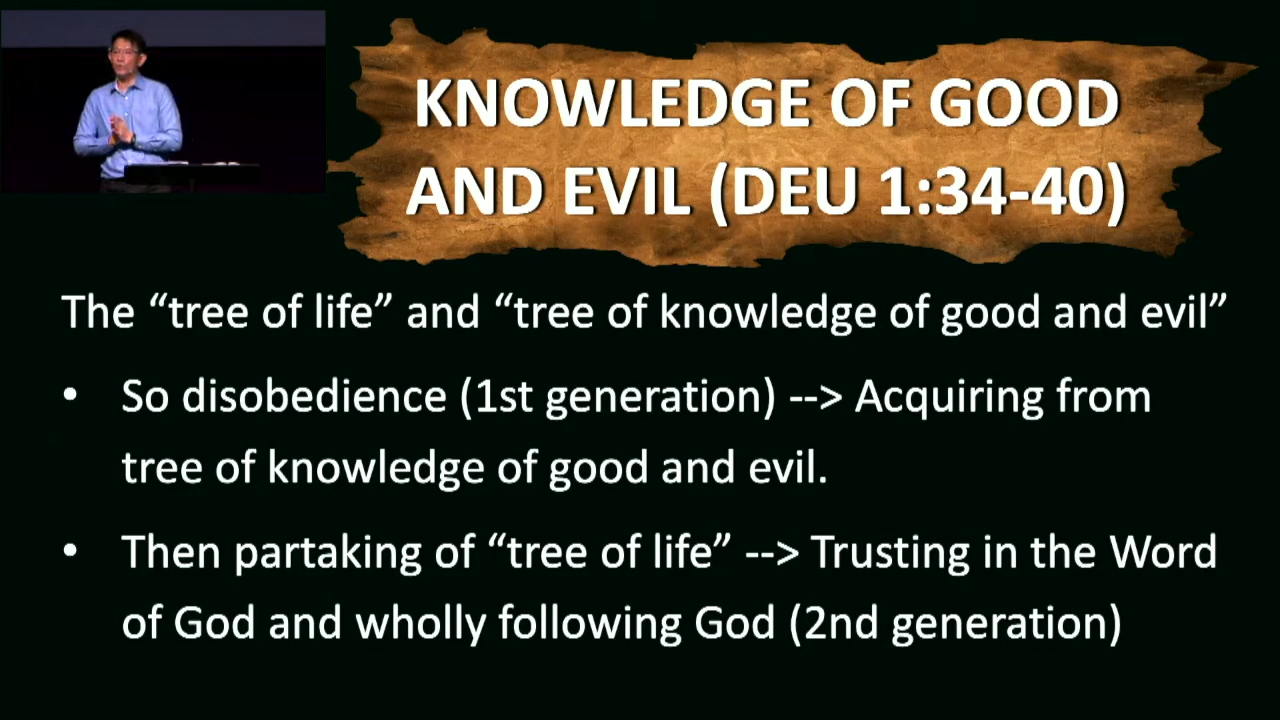 KNOWLEDGE OF GOOD
AND EVIL (DEU 1:34-40)
The “tree of life” and “tree of knowledge of good and evil”
• So disobedience (1st generation) --> Acquiring from
tree of knowledge of good and evil.
• Then partaking of “tree of life” --> Trusting in the Word
of God and wholly following God (2nd generation)